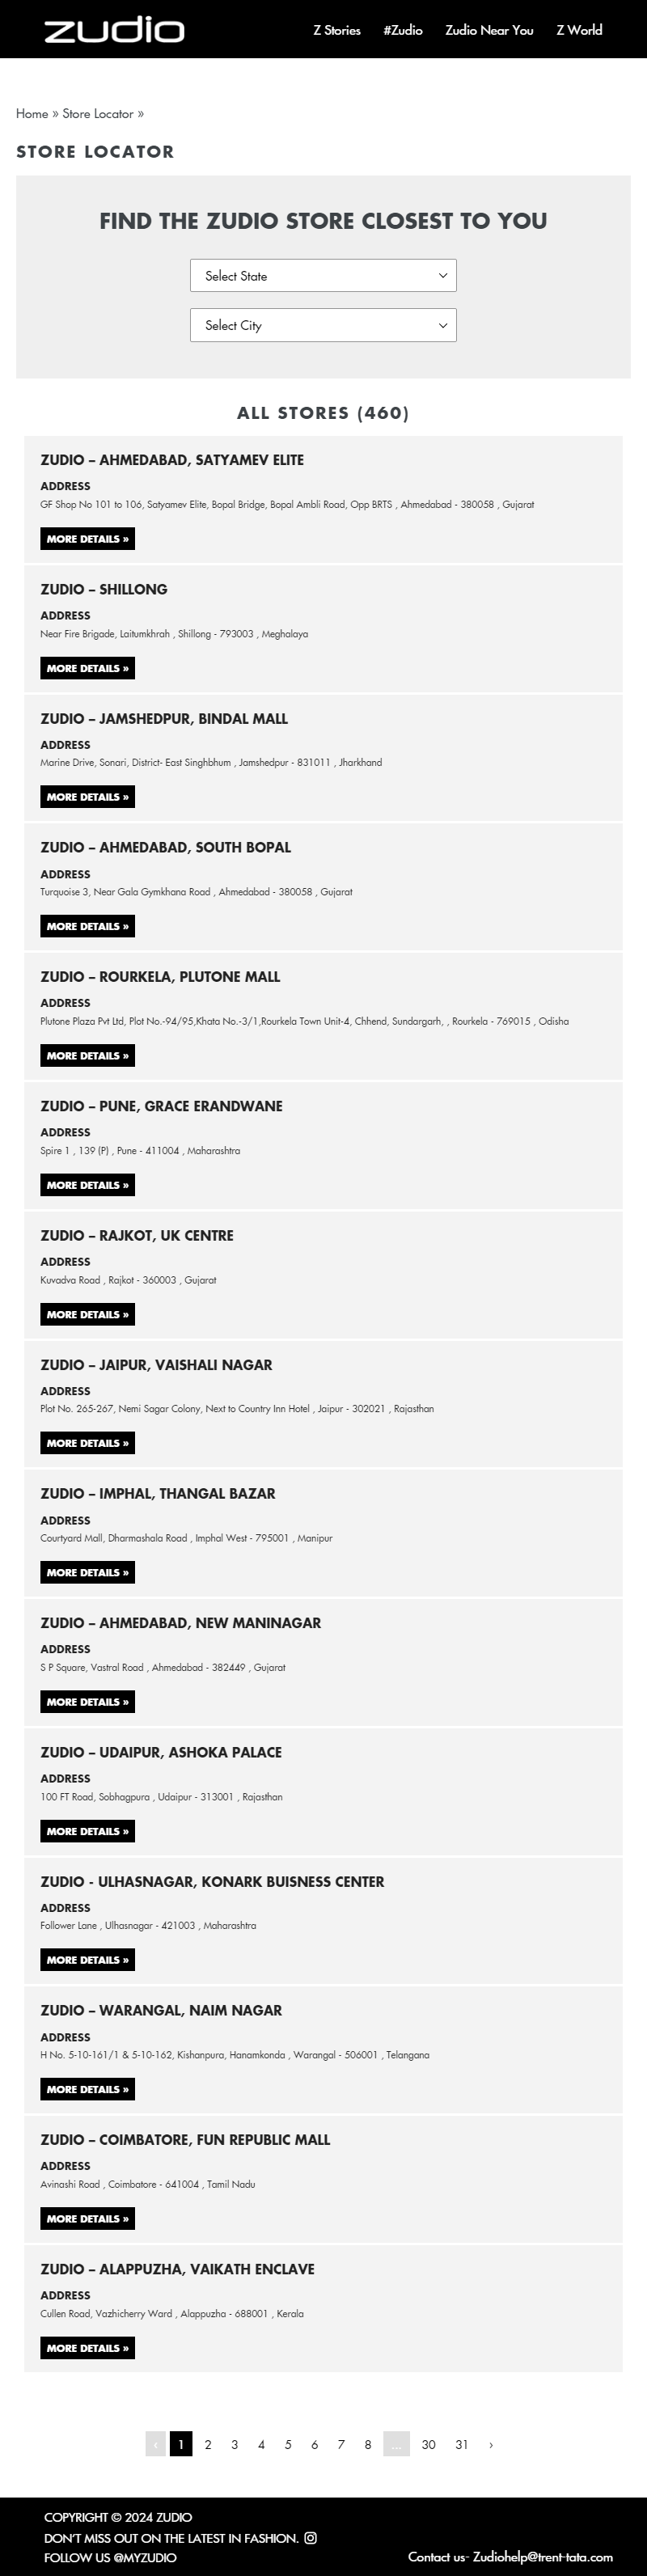 zudio
Z Stories #Zudio Zudio Near You Z World
Home » Store Locator »
STORE LOCATOR
FIND THE ZUDIO STORE CLOSEST TO YOU
Select State
Select City
ALL STORES (460)
ZUDIO – AHMEDABAD, SATYAMEV ELITE
ADDRESS
GF Shop No 101 to 106, Satyamev Elite, Bopal Bridge, Bopal Ambli Road, Opp BRTS , Ahmedabad - 380058 , Gujarat
MORE DETAILS »
ZUDIO – SHILLONG
ADDRESS
Near Fire Brigade, Laitumkhrah , Shillong - 793003 , Meghalaya
MORE DETAILS »
ZUDIO – JAMSHEDPUR, BINDAL MALL
ADDRESS
Marine Drive, Sonari, District- East Singhbhum , Jamshedpur - 831011 , Jharkhand
MORE DETAILS »
ZUDIO – AHMEDABAD, SOUTH BOPAL
ADDRESS
Turquoise 3, Near Gala Gymkhana Road , Ahmedabad - 380058 , Gujarat
MORE DETAILS »
ZUDIO – ROURKELA, PLUTONE MALL
ADDRESS
Plutone Plaza Pvt Ltd, Plot No.-94/95,Khata No.-3/1,Rourkela Town Unit-4, Chhend, Sundargarh, , Rourkela - 769015 , Odisha
MORE DETAILS »
ZUDIO – PUNE, GRACE ERANDWANE
ADDRESS
Spire 1 , 139 (P) , Pune - 411004 , Maharashtra
MORE DETAILS »
ZUDIO – RAJKOT, UK CENTRE
ADDRESS
Kuvadva Road , Rajkot - 360003 , Gujarat
MORE DETAILS »
ZUDIO – JAIPUR, VAISHALI NAGAR
ADDRESS
Plot No. 265-267, Nemi Sagar Colony, Next to Country Inn Hotel , Jaipur - 302021 , Rajasthan
MORE DETAILS »
ZUDIO – IMPHAL, THANGAL BAZAR
ADDRESS
Courtyard Mall, Dharmashala Road , Imphal West - 795001 , Manipur
MORE DETAILS »
ZUDIO – AHMEDABAD, NEW MANINAGAR
ADDRESS
S P Square, Vastral Road , Ahmedabad - 382449 , Gujarat
MORE DETAILS »
ZUDIO – UDAIPUR, ASHOKA PALACE
ADDRESS
100 FT Road, Sobhagpura , Udaipur - 313001 , Rajasthan
MORE DETAILS »
ZUDIO - ULHASNAGAR, KONARK BUISNESS CENTER
ADDRESS
Follower Lane , Ulhasnagar - 421003 , Maharashtra
MORE DETAILS »
ZUDIO – WARANGAL, NAIM NAGAR
ADDRESS
H No. 5-10-161/1 & 5-10-162, Kishanpura, Hanamkonda , Warangal - 506001 , Telangana
MORE DETAILS »
ZUDIO – COIMBATORE, FUN REPUBLIC MALL
ADDRESS
Avinashi Road , Coimbatore - 641004 , Tamil Nadu
MORE DETAILS »
ZUDIO – ALAPPUZHA, VAIKATH ENCLAVE
ADDRESS
Cullen Road, Vazhicherry Ward , Alappuzha - 688001 , Kerala
MORE DETAILS »
‹ 1 2 3 4 5 6 7 8 ... 30 31 ›
COPYRIGHT © 2024 ZUDIO
DON'T MISS OUT ON THE LATEST IN FASHION.
FOLLOW US @MYZUDIO
Contact us- Zudiohelp@trent-tata.com